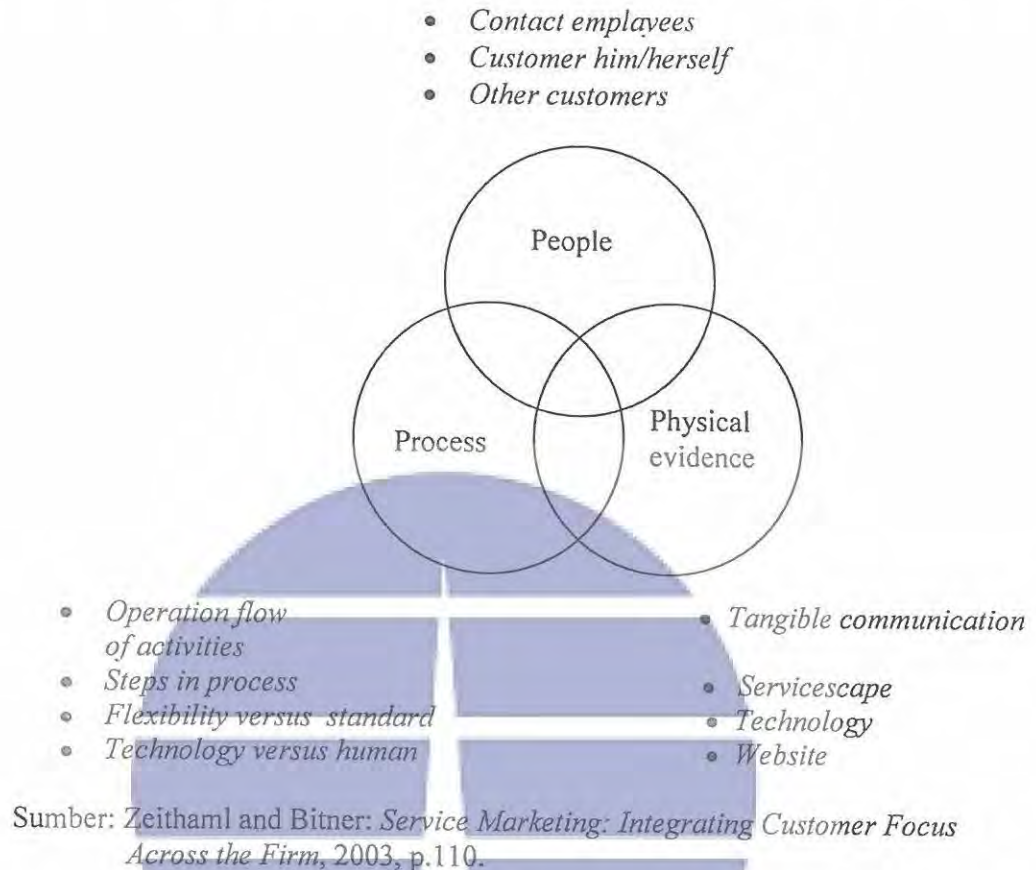 • Contact emplayees
• Customer him/herself
• Other customers
People
Process
Physical
evidence
• Operation flow
of activities
• Steps in process
• Flexibility versus standard
• Technology versus human
• Tangible communication
• Servicescape
• Technology
• Website
Sumber: Zeithaml and Bitner: Service Marketing: Integrating Customer Focus
Across the Firm, 2003, p.110.